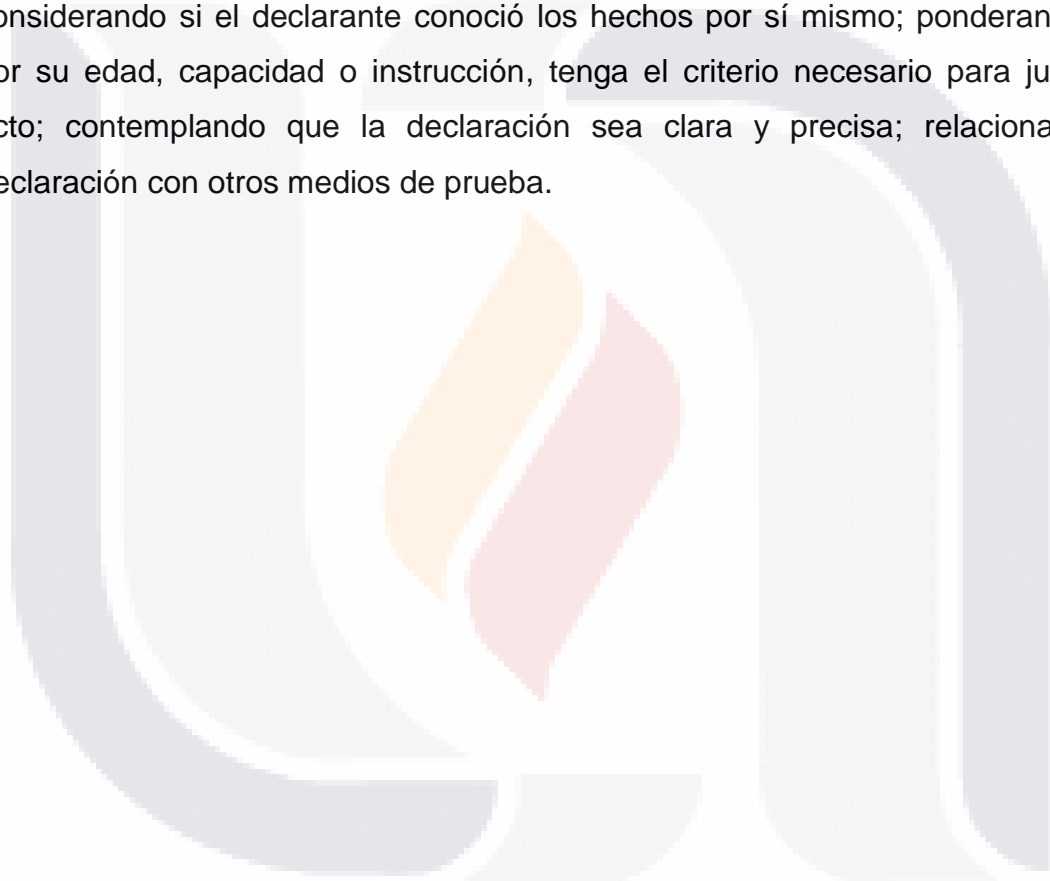 onsiderando si el declarante conoció los hechos por sí mismo; ponderan
or su edad, capacidad o instrucción, tenga el criterio necesario para ju
cto; contemplando que la declaración sea clara y precisa; relaciona
eclaración con otros medios de prueba.